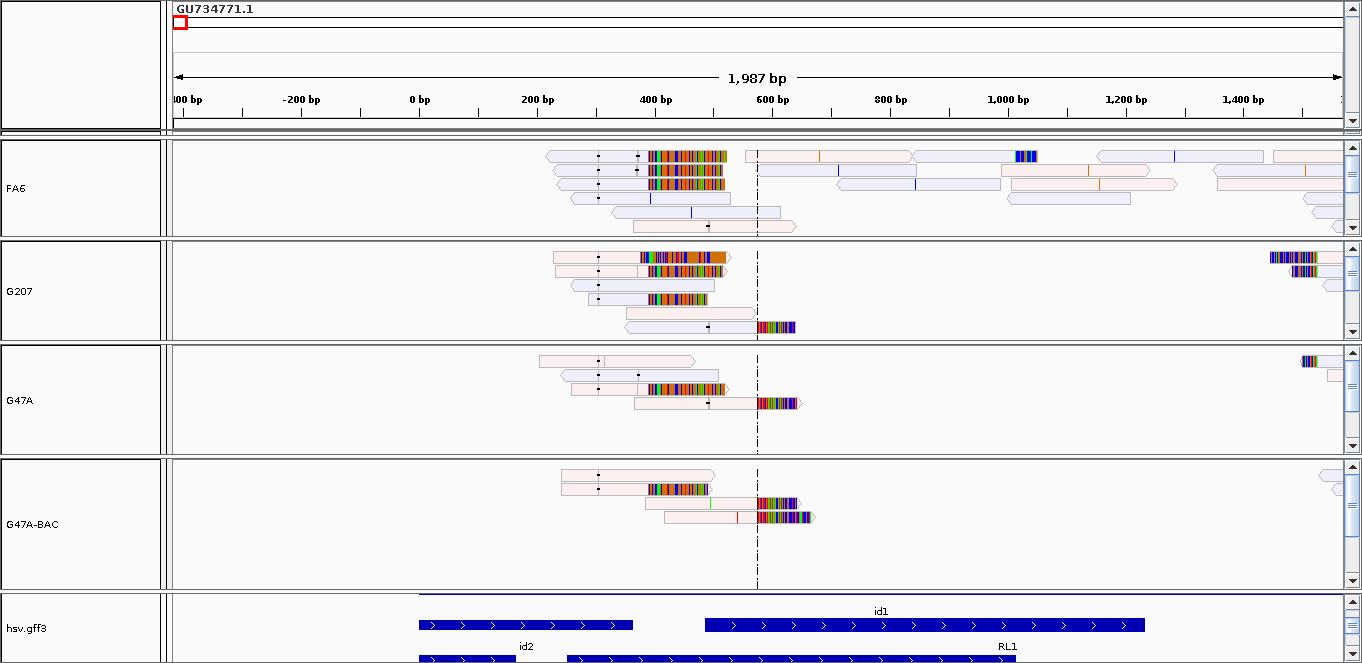 GU734771.1
1,987 bp
00 bp -200 bp 0 bp 200 bp 400 bp 600 bp 800 bp 1,000 bp 1,200 bp 1,400 bp
FA6
G207
G47A
G47A-BAC
hsv.gff3
id1
id2 RL1